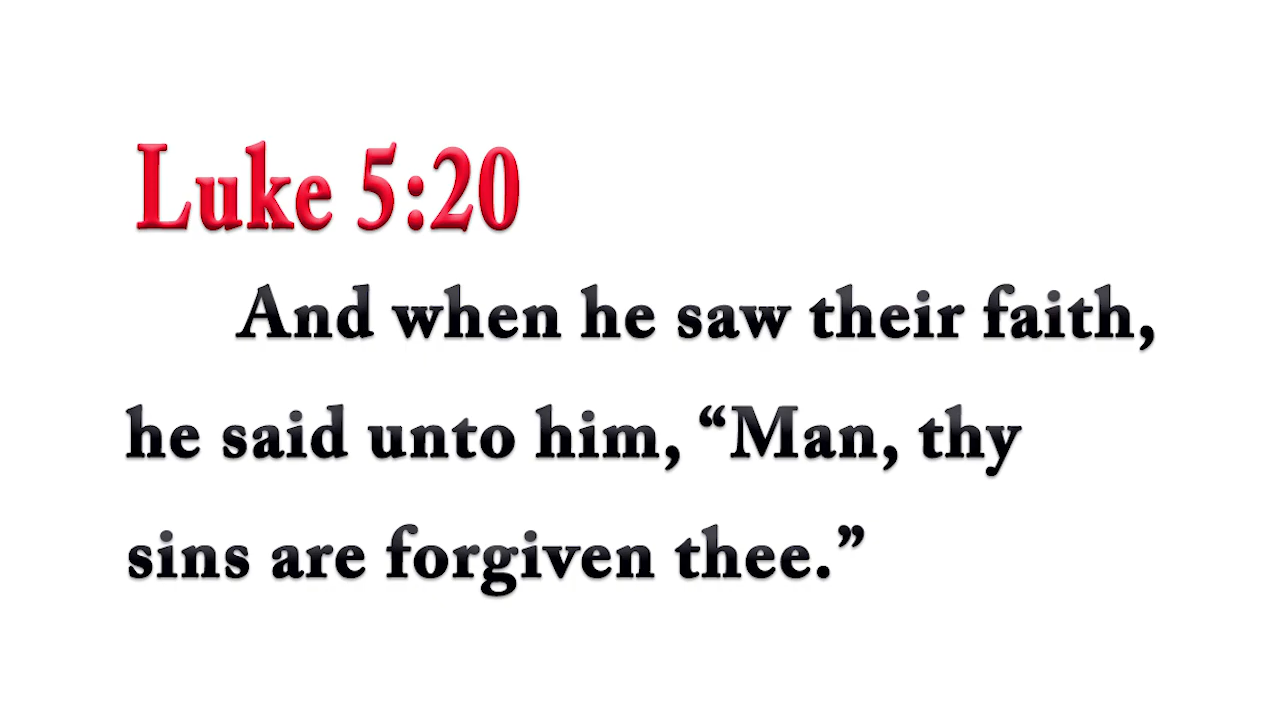 Luke 5:20
And when he saw their faith,
he said unto him, “Man, thy
sins are forgiven thee.”